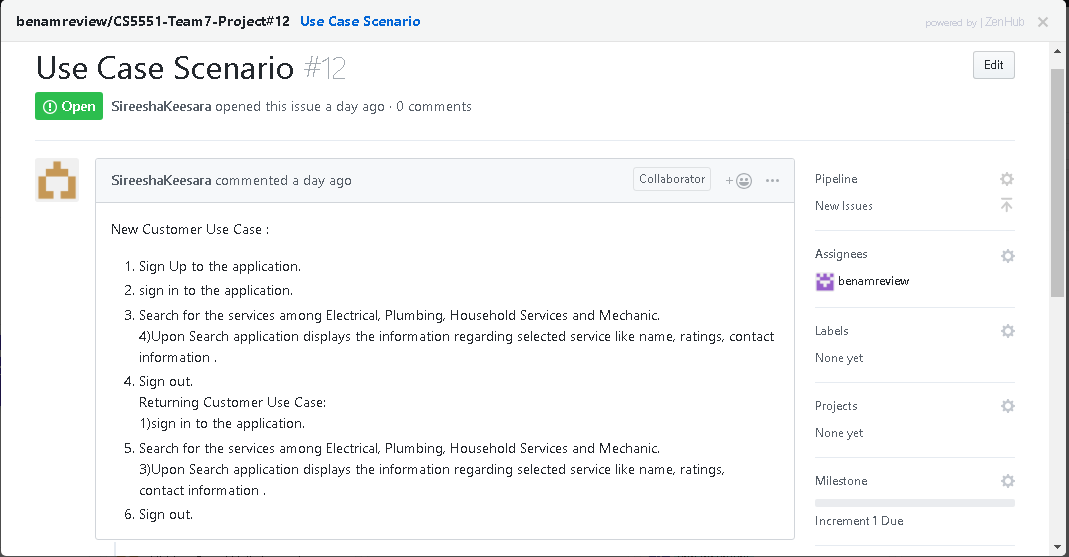 benamreview/CS5551-Team7-Project#12 Use Case Scenario
powered by | ZenHub
Use Case Scenario #12
Edit
Open SireeshaKeesara opened this issue a day ago · 0 comments
SireeshaKeesara commented a day ago
Collaborator
New Customer Use Case :
1. Sign Up to the application.
2. sign in to the application.
3. Search for the services among Electrical, Plumbing, Household Services and Mechanic.
4)Upon Search application displays the information regarding selected service like name, ratings, contact
information .
4. Sign out.
Returning Customer Use Case:
1)sign in to the application.
5. Search for the services among Electrical, Plumbing, Household Services and Mechanic.
3)Upon Search application displays the information regarding selected service like name, ratings,
contact information .
6. Sign out.
Pipeline
New Issues
Assignees
benamreview
Labels
None yet
Projects
None yet
Milestone
Increment 1 Due